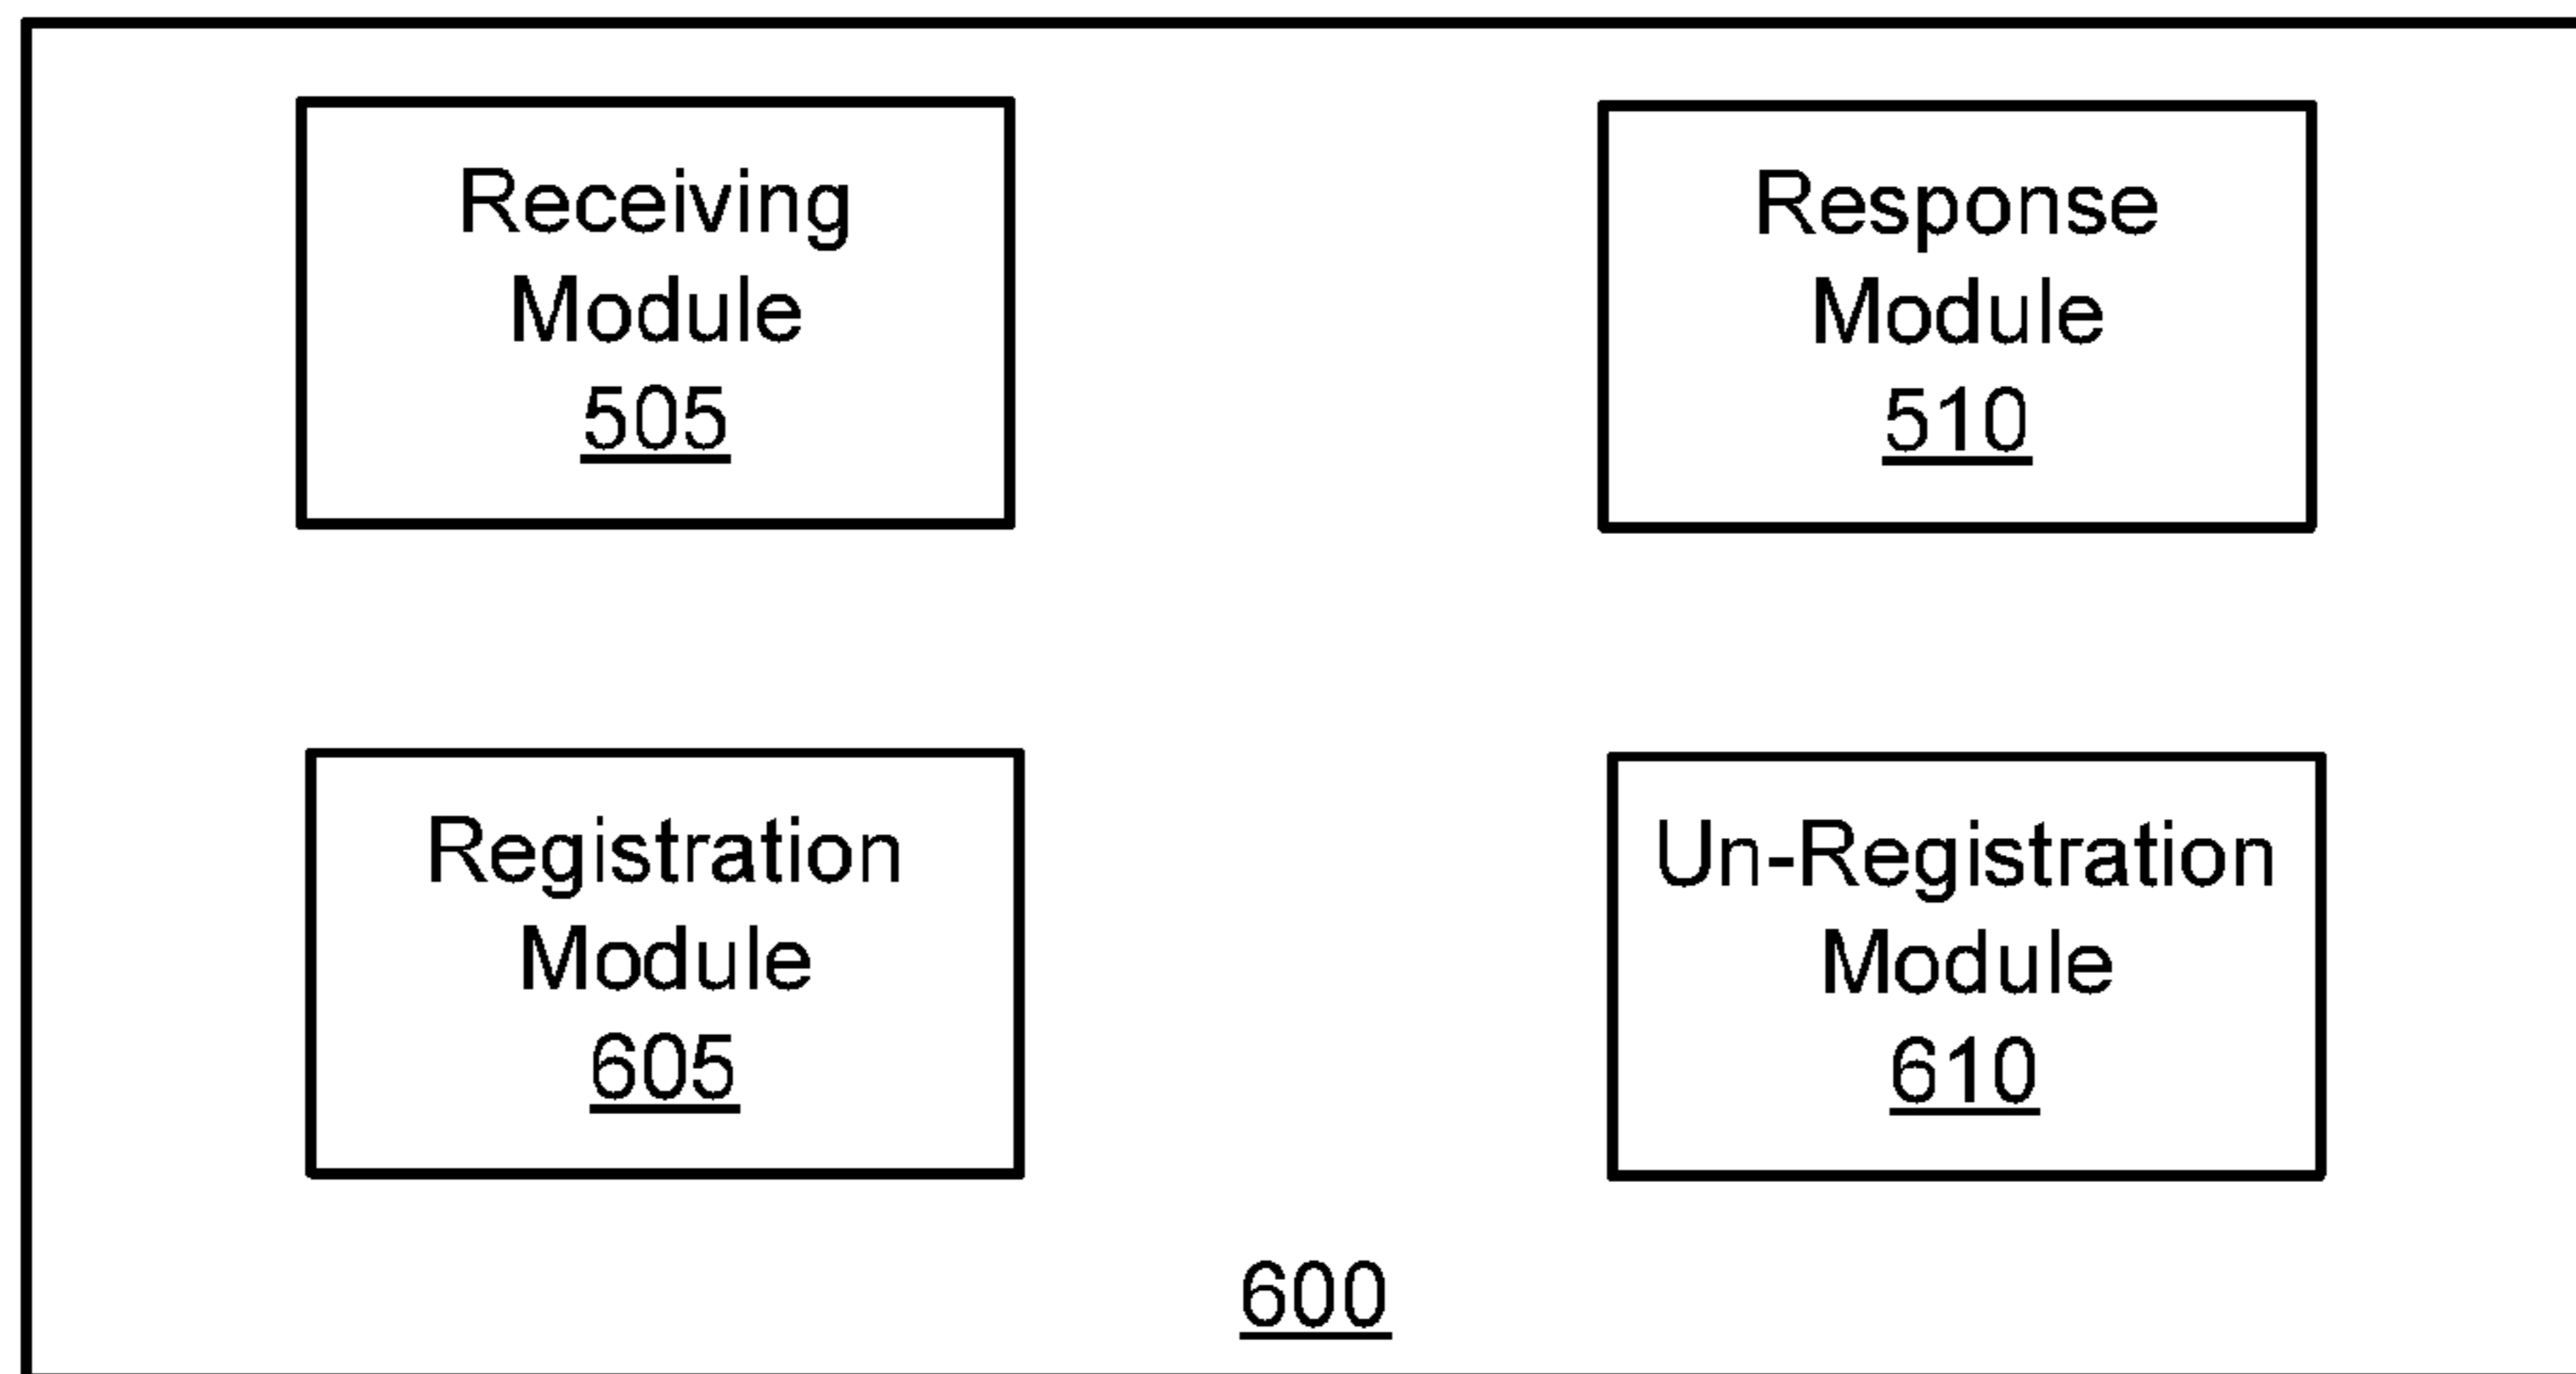 Receiving
Module
505
Response
Module
510
Registration
Module
605
Un-Registration
Module
610
600